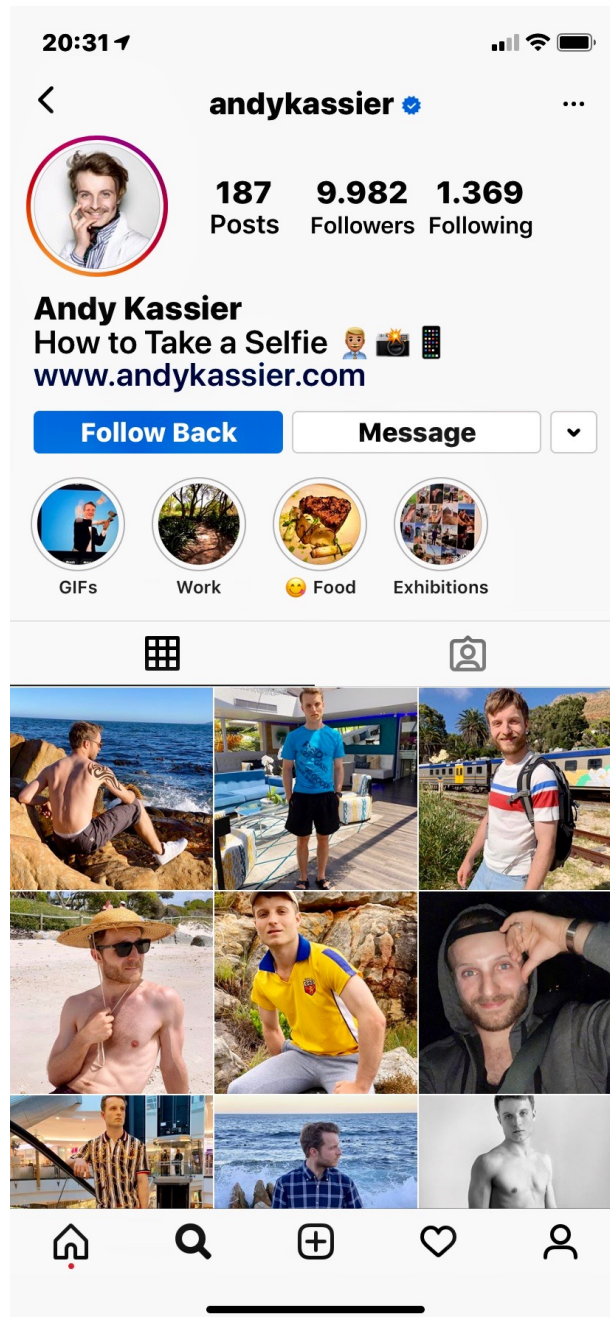 20:31
andykassier
187 9.982 1.369
Posts Followers Following
Andy Kassier
How to Take a Selfie
www.andykassier.com
Follow Back Message
GIFs Work Food Exhibitions